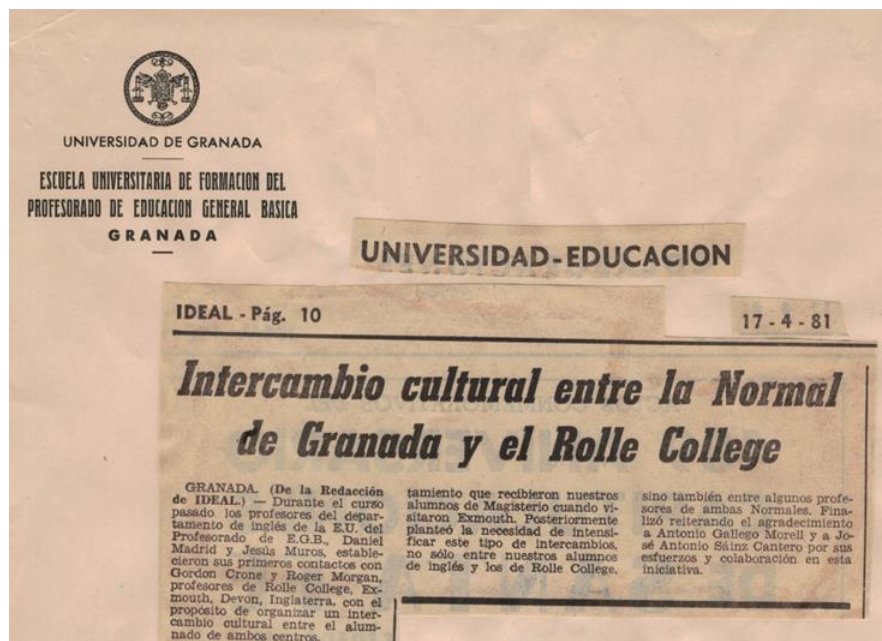 UNIVERSIDAD DE GRANADA
ESCUELA UNIVERSITARIA DE FORMACION DEL
PROFESORADO DE EDUCACION GENERAL BASICA
GRANADA
UNIVERSIDAD-EDUCACION
IDEAL - Pág. 10
17 - 4 - 81
Intercambio cultural entre la Normal
de Granada y el Rolle College
GRANADA. (De la Redacción
de IDEAL.) — Durante el curso
pasado, los profesores del depar-
tamento de inglés de la E.U. del
Profesorado de E.G.B., Daniel
Madrid y Jesús Muros, estable-
cieron sus primeros contactos con
Gordon Crone y Roger Morgan,
profesores de Rolle College, Ex-
mouth, Devon, Inglaterra, con el
propósito de organizar un inter-
cambio cultural entre el alum-
nado de ambos centros.
tamiento que recibieron nuestros
alumnos de Magisterio cuando vi-
sitaron Exmouth. Posteriormente
planteó la necesidad de intensi-
ficar este tipo de intercambios,
no sólo entre nuestros alumnos
de inglés y los de Rolle College,
sino también entre algunos profe-
sores de ambas Normales. Fina-
lizó reiterando el agradecimiento
a Antonio Gallego Morell y a Jo-
sé Antonio Sáinz Cantero por sus
esfuerzos y colaboración en esta
iniciativa.